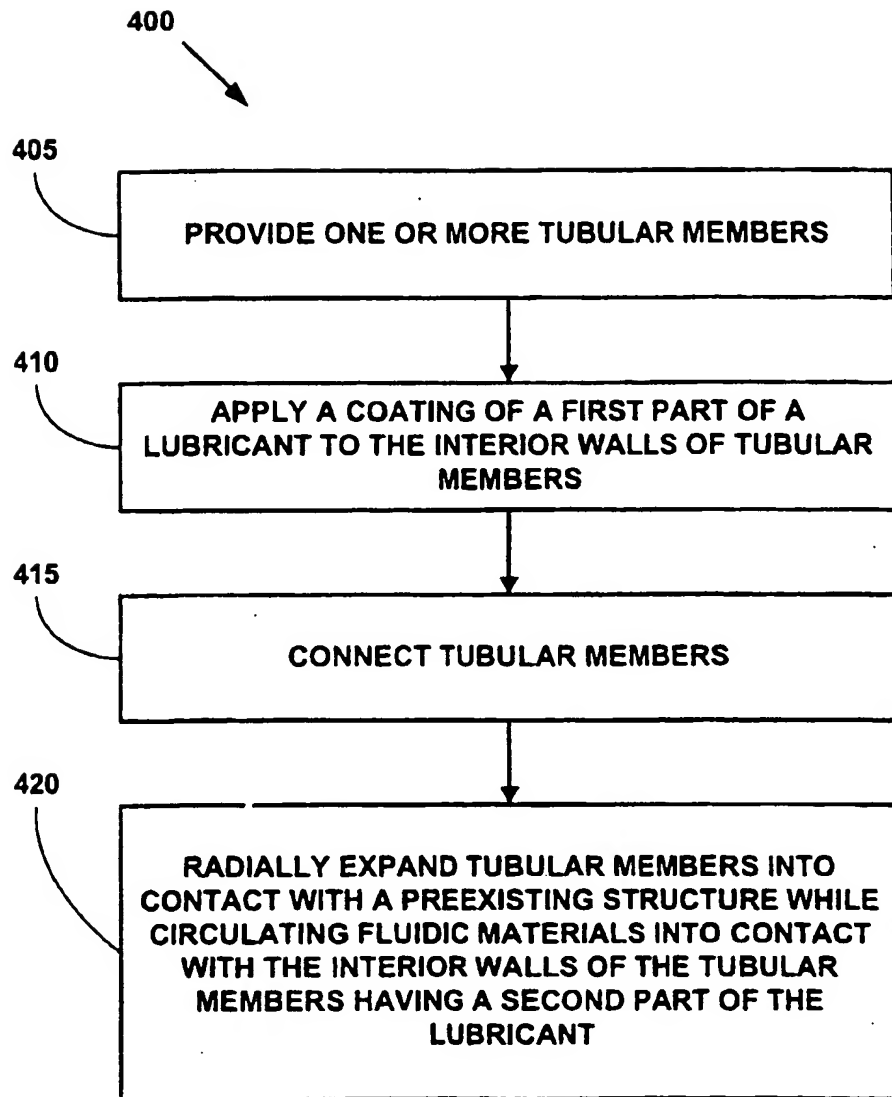 400
405
PROVIDE ONE OR MORE TUBULAR MEMBERS
410
APPLY A COATING OF A FIRST PART OF A
LUBRICANT TO THE INTERIOR WALLS OF TUBULAR
MEMBERS
415
CONNECT TUBULAR MEMBERS
420
RADIALLY EXPAND TUBULAR MEMBERS INTO
CONTACT WITH A PREEXISTING STRUCTURE WHILE
CIRCULATING FLUIDIC MATERIALS INTO CONTACT
WITH THE INTERIOR WALLS OF THE TUBULAR
MEMBERS HAVING A SECOND PART OF THE
LUBRICANT